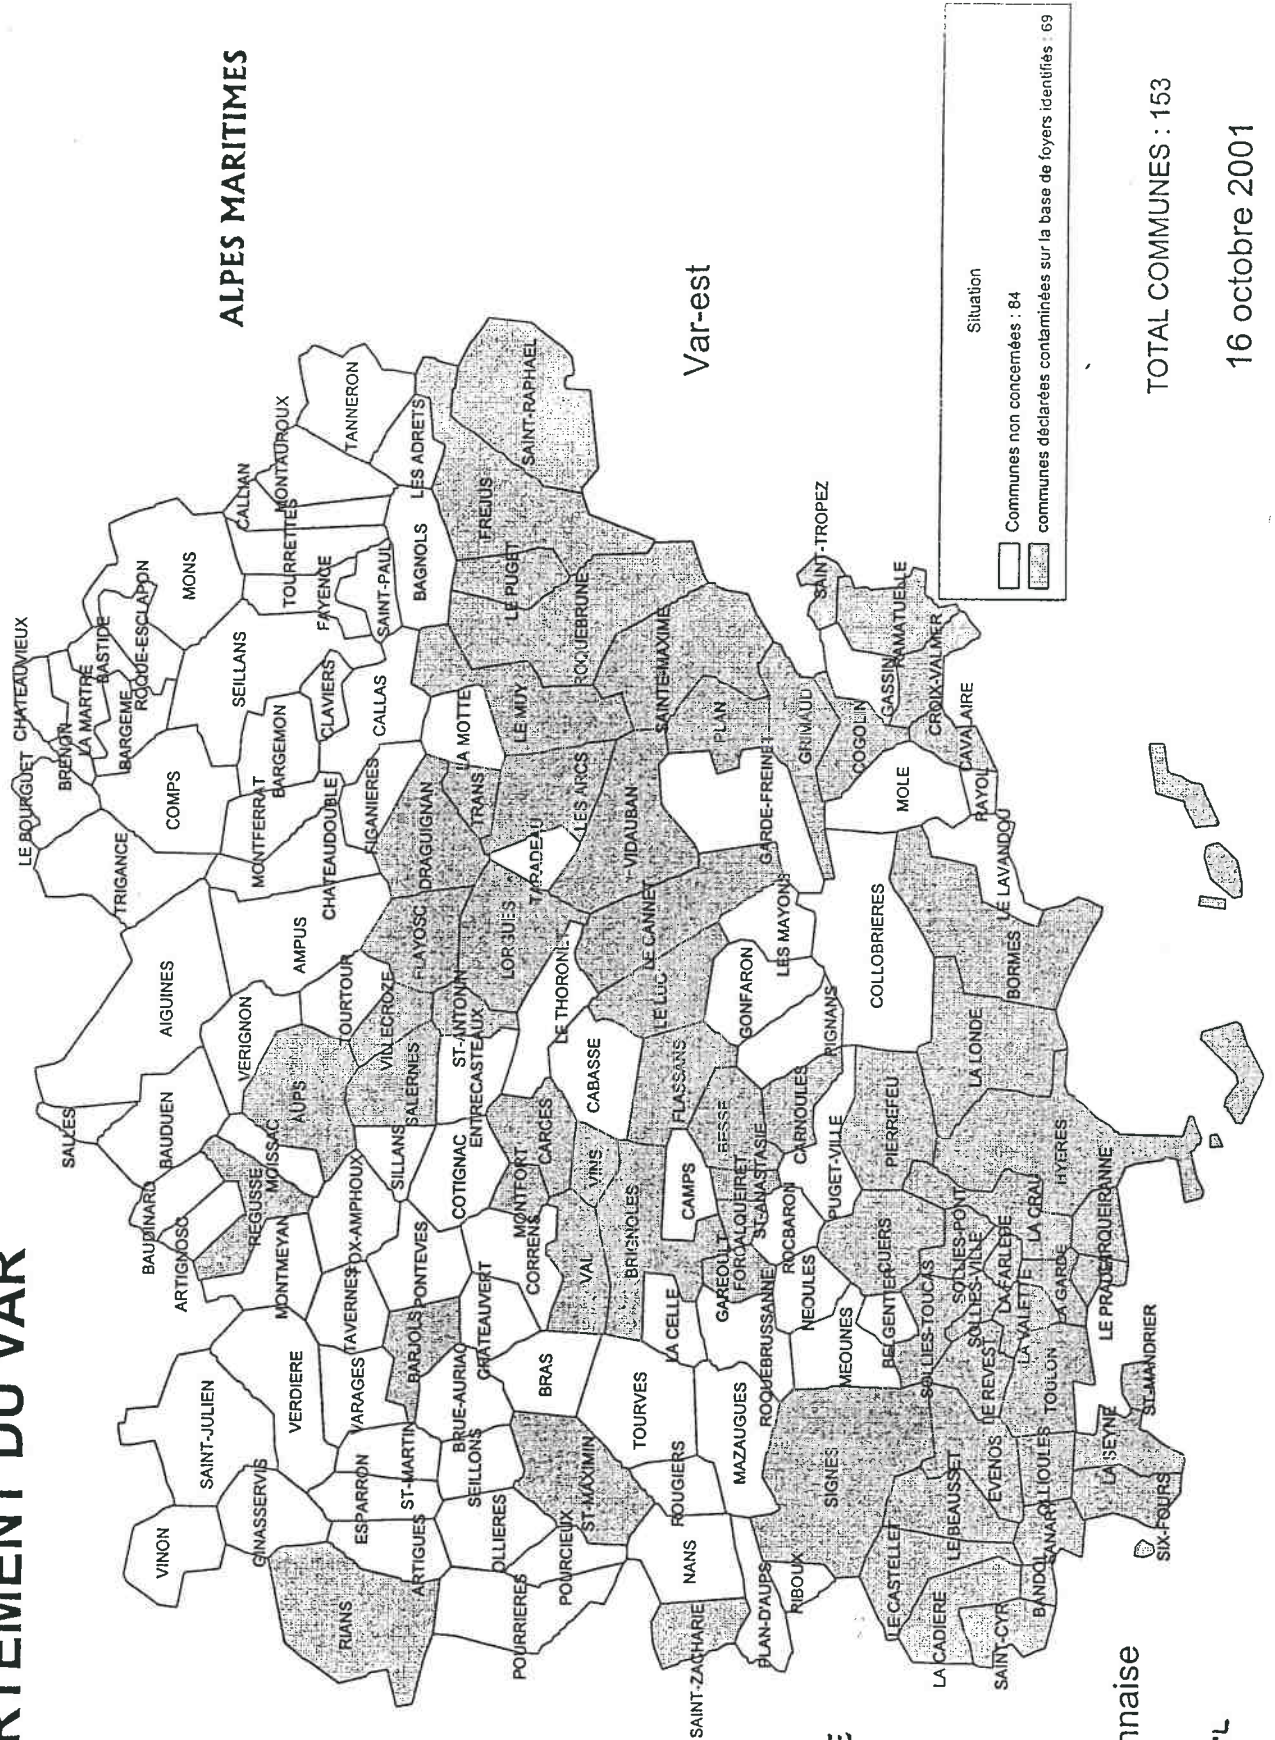 RTEMENT DU VAR
ALPES MARITIMES
Var-est
SALLES
LE BOURGUET
CHATEAUVIEUX
BRENON
LA MARTRE
BASTIDE
BARGEME
ROQUE-ESCLAPON
TRIGANCE
COMPS
MONS
AIGUINES
BAUDUEN
BAUDINARD
ARTIGNOSC
VINON
SAINT-JULIEN
VERIGNON
SEILLANS
CALLIAN
MONTAUROUX
TOURRETTES
TANNERON
FAYENCE
SAINT-PAUL
MONTFERRAT
BARGEMON
CLAVIERS
CALLAS
CHATEAUDOUBLE
AMPUS
FIGANIERES
BAGNOLS
LES ADRETS
GINASSERVIS
VERDIERE
MONTMEYAN
REGUISSE
MOISSAC
AUPS
TOURTOUR
VILLECROZE
RIANS
ESPARRON
VARAGES
TAVERNES
FOX-AMPHOUX
SILLANS
SALERNES
FLAYOSC
DRAGUIGNAN
TRANS
LA MOTTE
ARTIGUES
ST-MARTIN
BARJOLS
PONTEVES
COTIGNAC
ENTRECASTEAUX
ST-ANTONIN
LORGUES
TARADEAU
LES ARCS
LE MUY
LE PUGET
FREJUS
SAINT-RAPHAEL
ROQUEBRUNE
OLLIERES
SEILLONS
BRUE-AURIAC
CHATEAUVERT
MONTFORT
CORRENS
CARCES
LE THORONET
POURRIERES
POURCIEUX
ST-MAXIMIN
BRAS
VAL
VINS
CABASSE
BRIGNOLES
LE CANNET
VIDAUBAN
SAINTE-MAXIME
PLAN
TOURVES
LA CELLE
CAMPS
FLASSANS
LE LUC
ROUGIERS
NANS
SAINT-ZACHARIE
PLAN-D'AUPS
RIBOUX
MAZAUGUES
ROQUEBRUSSANNE
GAREOULT
FORCALQUEIRET
ST-ANASTASIE
BESSE
GONFARON
LES MAYONS
GARDE-FREINET
GRIMAUD
SAINT-TROPEZ
COGOLIN
GASSIN
RAMATUELLE
CROIX-VALMER
CAVALAIRE
RAYOL
MOLE
COLLOBRIERES
PIGNANS
CARNOULES
PUGET-VILLE
ROCBARON
NEOULES
MEOUNES
SIGNES
BELGENTIER
CUERS
PIERREFEU
LE LAVANDOU
BORMES
LA LONDE
HYERES
LE CASTELLET
LE BEAUSSET
LA CADIERE
SAINT-CYR
BANDOL
SANARY
OLLIOULES
EVENOS
LE REVEST
SOLLIES-TOUCAS
SOLLIES-VILLE
SOLLIES-PONT
LA FARLEDE
LA CRAU
LA VALETTE
LA GARDE
TOULON
LE PRADET
CARQUEIRANNE
ST-MANDRIER
LA SEYNE
SIX-FOURS
nnaise
Situation
Communes non concernées : 84
communes déclarées contaminées sur la base de foyers identifiés : 69
TOTAL COMMUNES : 153
16 octobre 2001